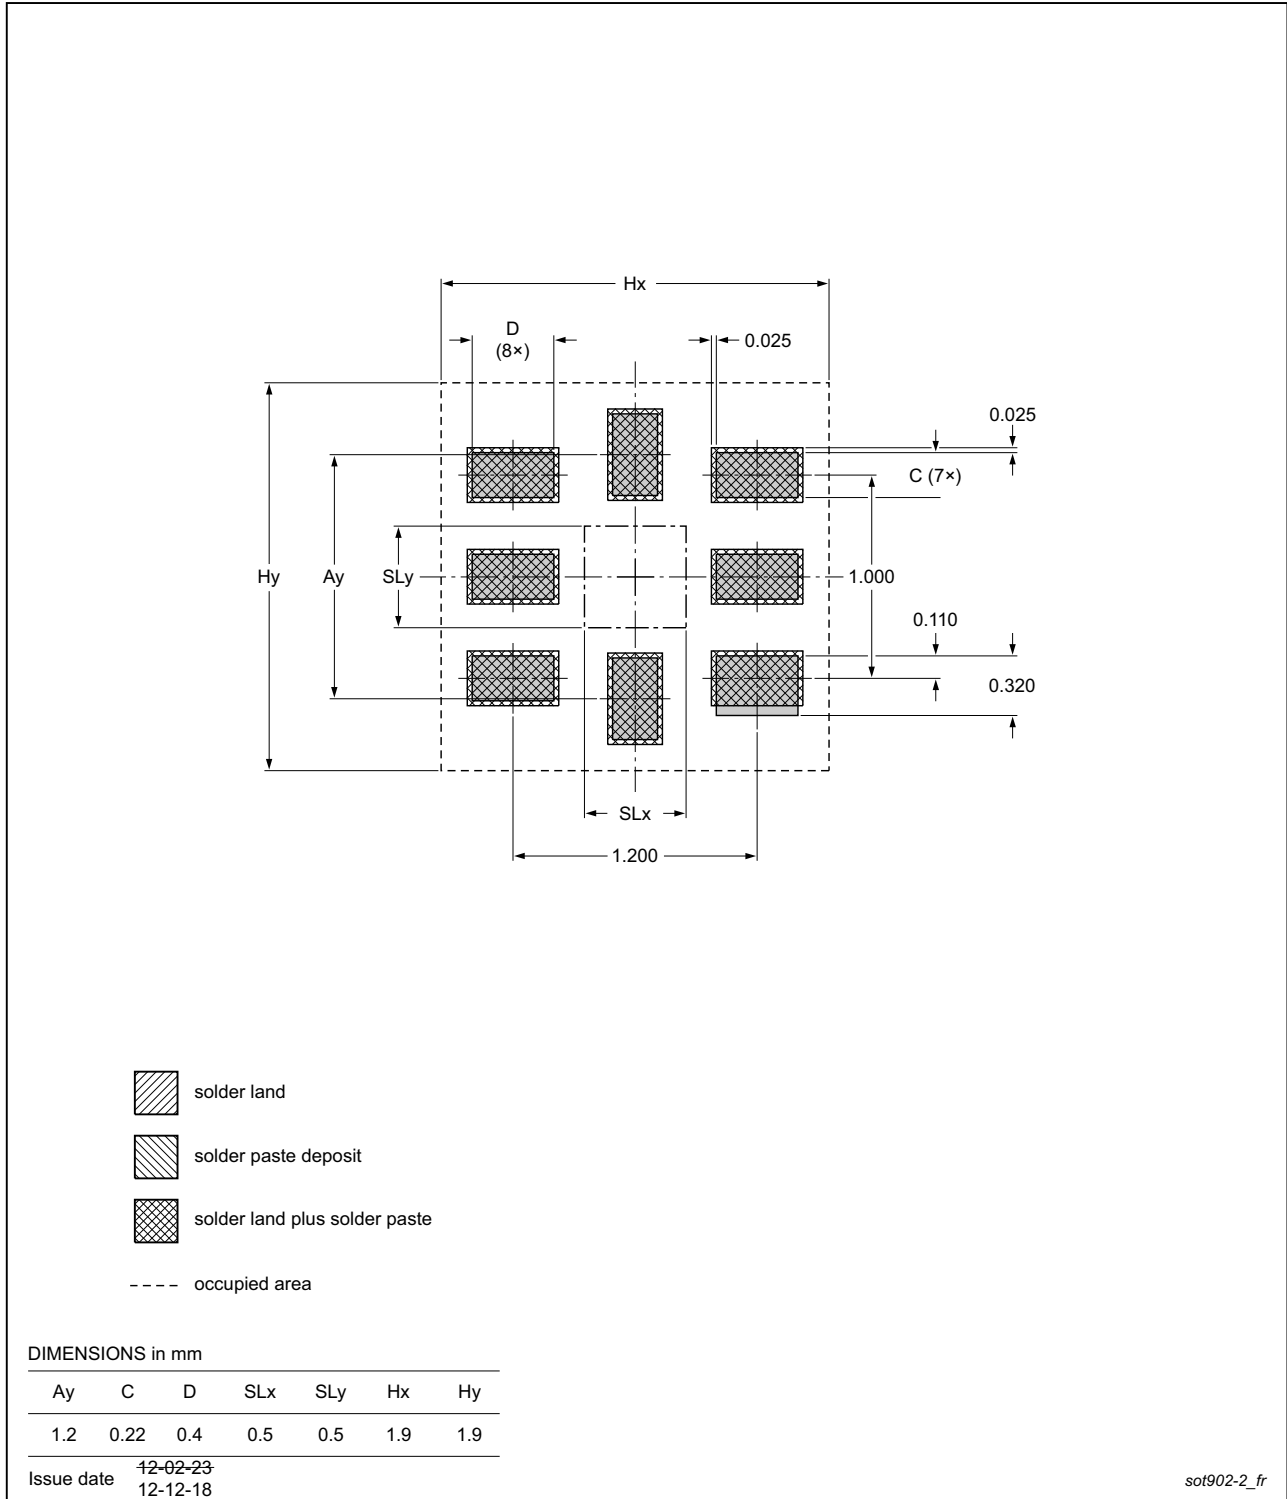 Hx
D
(8×)
0.025
0.025
C (7×)
Hy
Ay
SLy
1.000
0.110
0.320
SLx
1.200
solder land
solder paste deposit
solder land plus solder paste
occupied area
DIMENSIONS in mm
Ay C D SLx SLy Hx Hy
1.2 0.22 0.4 0.5 0.5 1.9 1.9
Issue date 12-02-23
12-12-18
sot902-2_fr